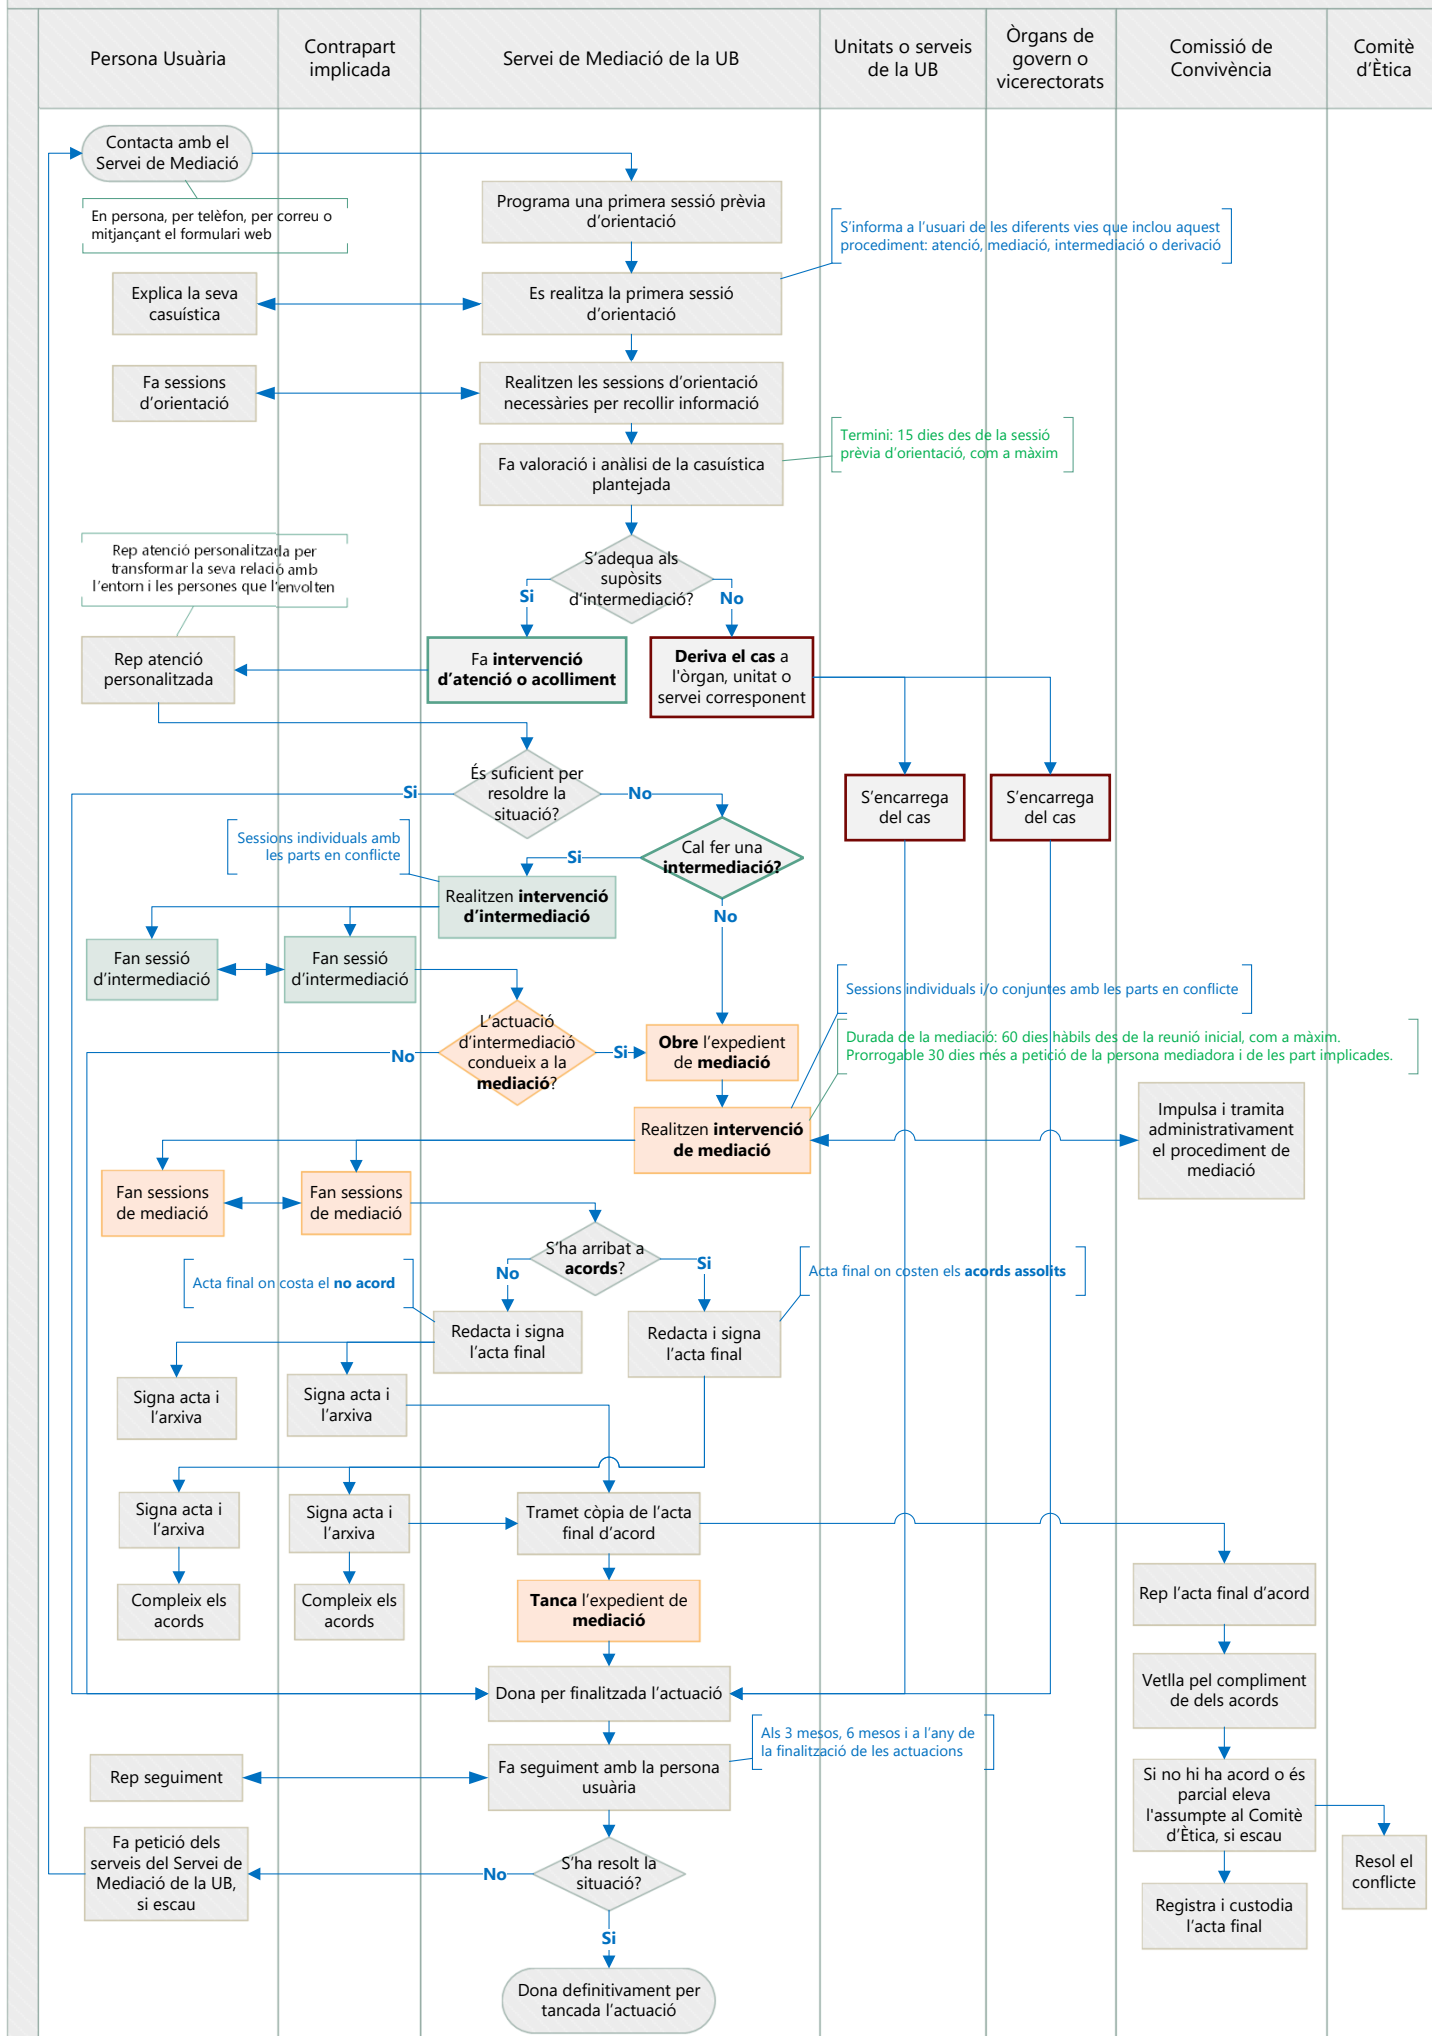 Persona Usuària
Contrapart
implicada
Servei de Mediació de la UB
Unitats o serveis
de la UB
Òrgans de
govern o
vicerectorats
Comissió de
Convivència
Comitè
d'Ètica
Contacta amb el
Servei de Mediació
En persona, per telèfon, per correu o
mitjançant el formulari web
Programa una primera sessió prèvia
d'orientació
S'informa a l'usuari de les diferents vies que inclou aquest
procediment: atenció, mediació, intermediació o derivació
Explica la seva
casuística
Es realitza la primera sessió
d'orientació
Fa sessions
d'orientació
Realitzen les sessions d'orientació
necessàries per recollir informació
Termini: 15 dies des de la sessió
prèvia d'orientació, com a màxim
Fa valoració i anàlisi de la casuística
plantejada
Rep atenció personalitzada per
transformar la seva relació amb
l'entorn i les persones que l'envolten
S'adequa als
supòsits
d'intermediació?
Si
No
Rep atenció
personalitzada
Fa intervenció
d'atenció o acolliment
Deriva el cas a
l'òrgan, unitat o
servei corresponent
És suficient per
resoldre la
situació?
Si
No
S'encarrega
del cas
S'encarrega
del cas
Sessions individuals amb
les parts en conflicte
Cal fer una
intermediació?
Si
No
Realitzen intervenció
d'intermediació
Fan sessió
d'intermediació
Fan sessió
d'intermediació
Sessions individuals i/o conjuntes amb les parts en conflicte
L'actuació
d'intermediació
condueix a la
mediació?
No
Si
Obre l'expedient
de mediació
Durada de la mediació: 60 dies hàbils des de la reunió inicial, com a màxim.
Prorrogable 30 dies més a petició de la persona mediadora i de les part implicades.
Realitzen intervenció
de mediació
Impulsa i tramita
administrativament
el procediment de
mediació
Fan sessions
de mediació
Fan sessions
de mediació
S'ha arribat a
acords?
No
Si
Acta final on costa el no acord
Acta final on costen els acords assolits
Redacta i signa
l'acta final
Redacta i signa
l'acta final
Signa acta i
l'arxiva
Signa acta i
l'arxiva
Signa acta i
l'arxiva
Signa acta i
l'arxiva
Tramet còpia de l'acta
final d'acord
Compleix els
acords
Compleix els
acords
Tanca l'expedient de
mediació
Rep l'acta final d'acord
Dona per finalitzada l'actuació
Vetlla pel compliment
de dels acords
Als 3 mesos, 6 mesos i a l'any de
la finalització de les actuacions
Rep seguiment
Fa seguiment amb la persona
usuària
Si no hi ha acord o és
parcial eleva
l'assumpte al Comitè
d'Ètica, si escau
Fa petició dels
serveis del Servei de
Mediació de la UB,
si escau
S'ha resolt la
situació?
No
Si
Resol el
conflicte
Registra i custodia
l'acta final
Dona definitivament per
tancada l'actuació